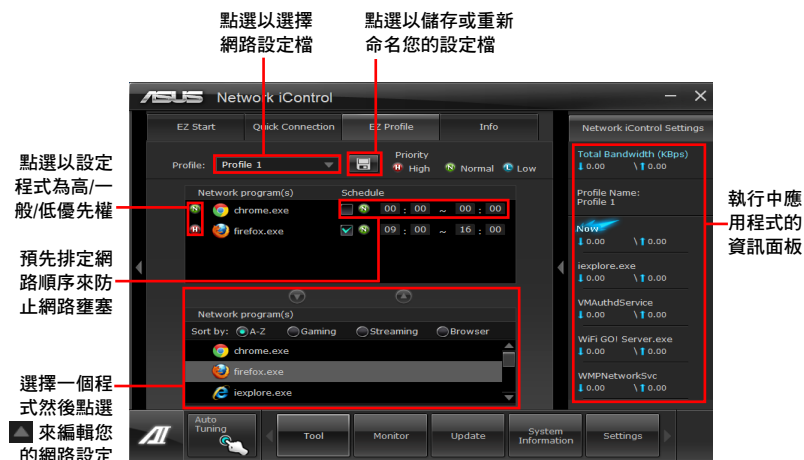 點選以選擇
網路設定檔
點選以儲存或重新
命名您的設定檔
ASUS Network iControl
EZ Start Quick Connection EZ Profile Info
Network iControl Settings
Profile: Profile 1
Priority
H High N Normal L Low
Network program(s) Schedule
N chrome.exe N 00 : 00 ~ 00 : 00
H firefox.exe N 09 : 00 ~ 16 : 00
Network program(s)
Sort by: A-Z Gaming Streaming Browser
chrome.exe
firefox.exe
iexplore.exe
Total Bandwidth (KBps)
0.00 \ 0.00
Profile Name:
Profile 1
Now
0.00 \ 0.00
iexplore.exe
0.00 \ 0.00
VMAuthdService
0.00 \ 0.00
WiFi GO! Server.exe
0.00 \ 0.00
WMPNetworkSvc
0.00 \ 0.00
Auto
Tuning
Tool Monitor Update System
Information Settings
點選以設定
程式為高/一
般/低優先權
預先排定網
路順序來防
止網路壅塞
選擇一個程
式然後點選
來編輯您
的網路設定
執行中應
用程式的
資訊面板